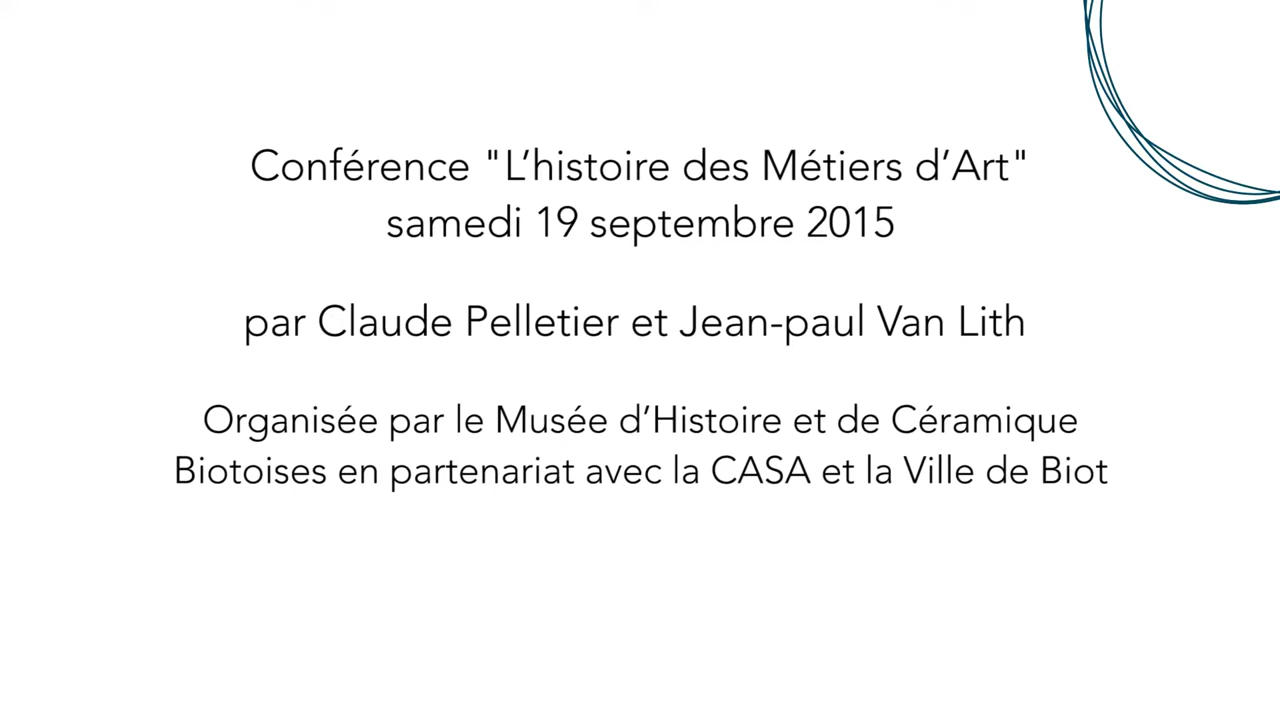 Conférence "L’histoire des Métiers d’Art"
samedi 19 septembre 2015
par Claude Pelletier et Jean-paul Van Lith
Organisée par le Musée d’Histoire et de Céramique
Biotoises en partenariat avec la CASA et la Ville de Biot